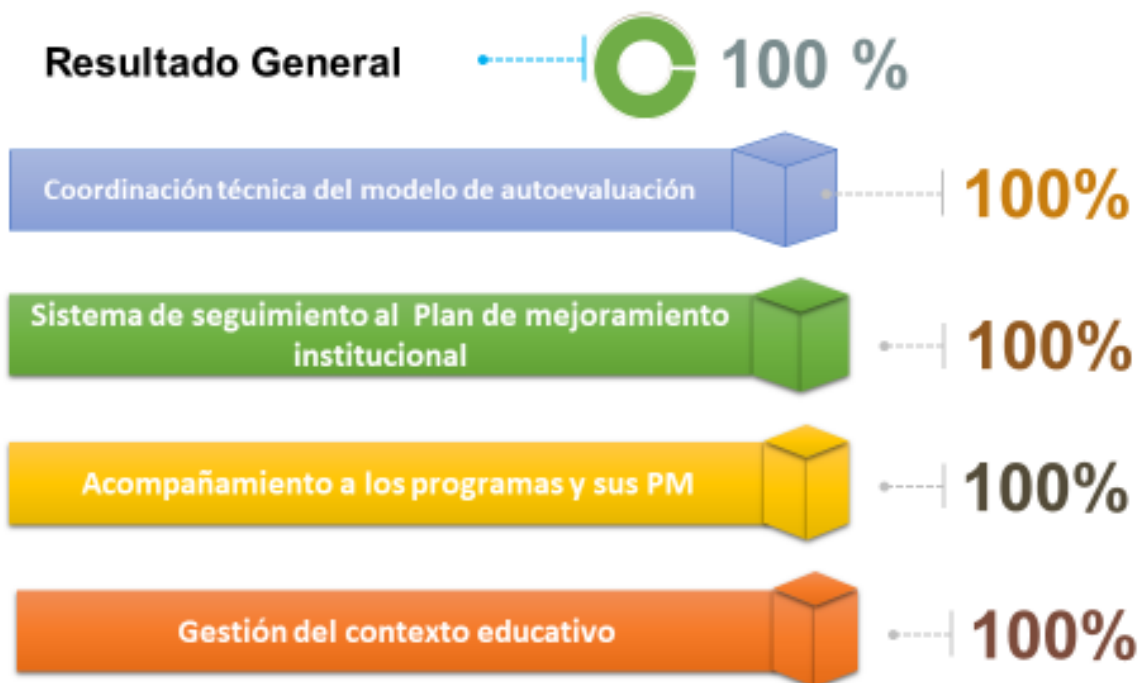 Resultado General 100 %
Coordinación técnica del modelo de autoevaluación 100%
Sistema de seguimiento al Plan de mejoramiento
institucional 100%
Acompañamiento a los programas y sus PM 100%
Gestión del contexto educativo 100%